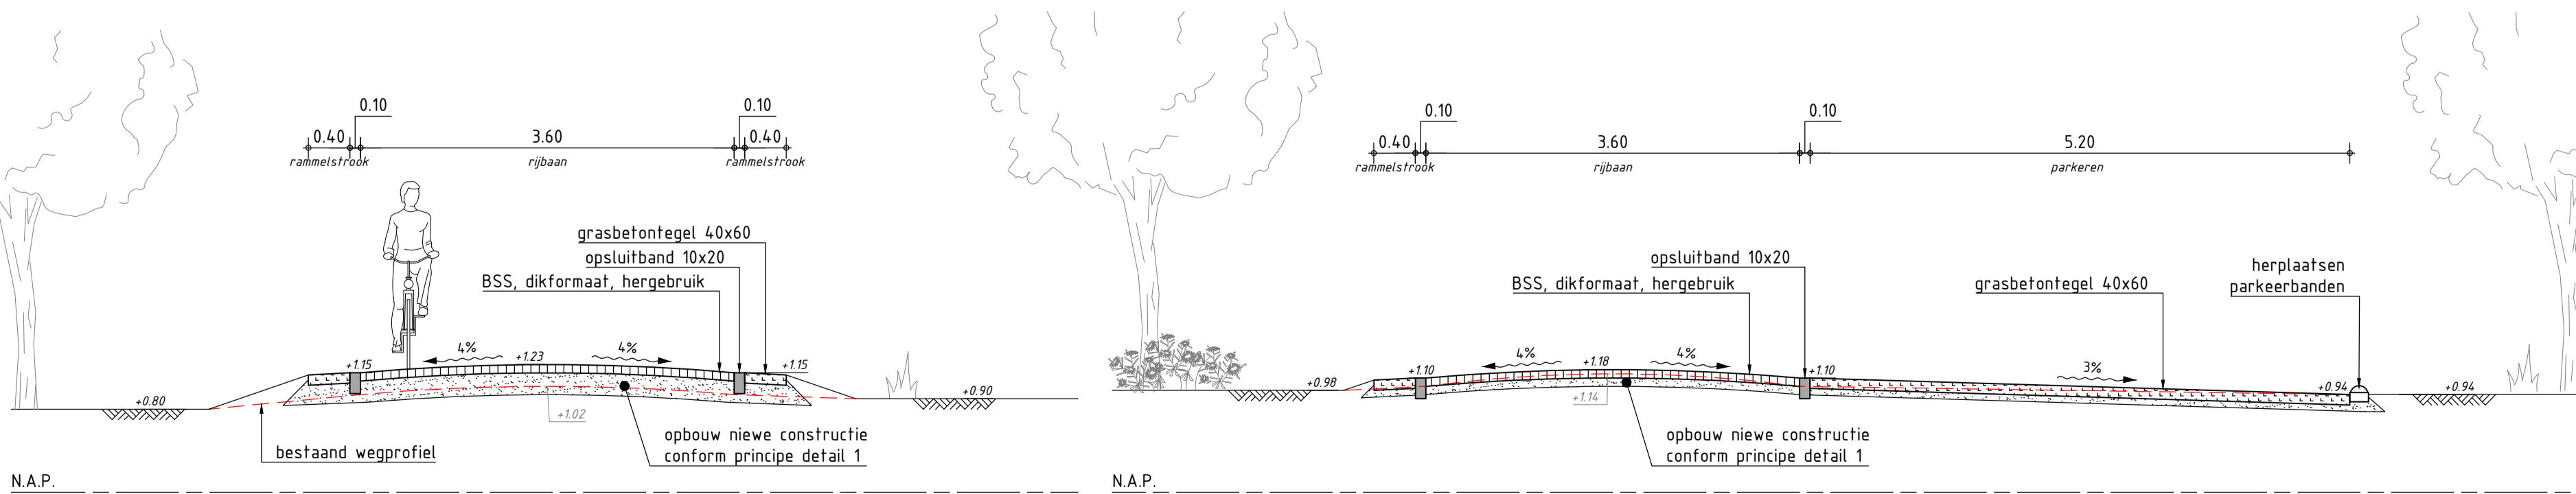 0.10
0.10
0.40
3.60
0.40
rammelstrook
rijbaan
rammelstrook
grasbetontegel 40x60
opsluitband 10x20
BSS, dikformaat, hergebruik
+1.15
4%
+1.23
4%
+1.15
+0.80
+0.90
+1.02
bestaand wegprofiel
opbouw niewe constructie
conform principe detail 1
N.A.P.
0.10
0.10
0.40
3.60
5.20
rammelstrook
rijbaan
parkeren
opsluitband 10x20
BSS, dikformaat, hergebruik
grasbetontegel 40x60
herplaatsen
parkeerbanden
+0.98
+1.10
4%
+1.18
4%
+1.10
3%
+0.94
+0.94
+1.14
opbouw niewe constructie
conform principe detail 1
N.A.P.